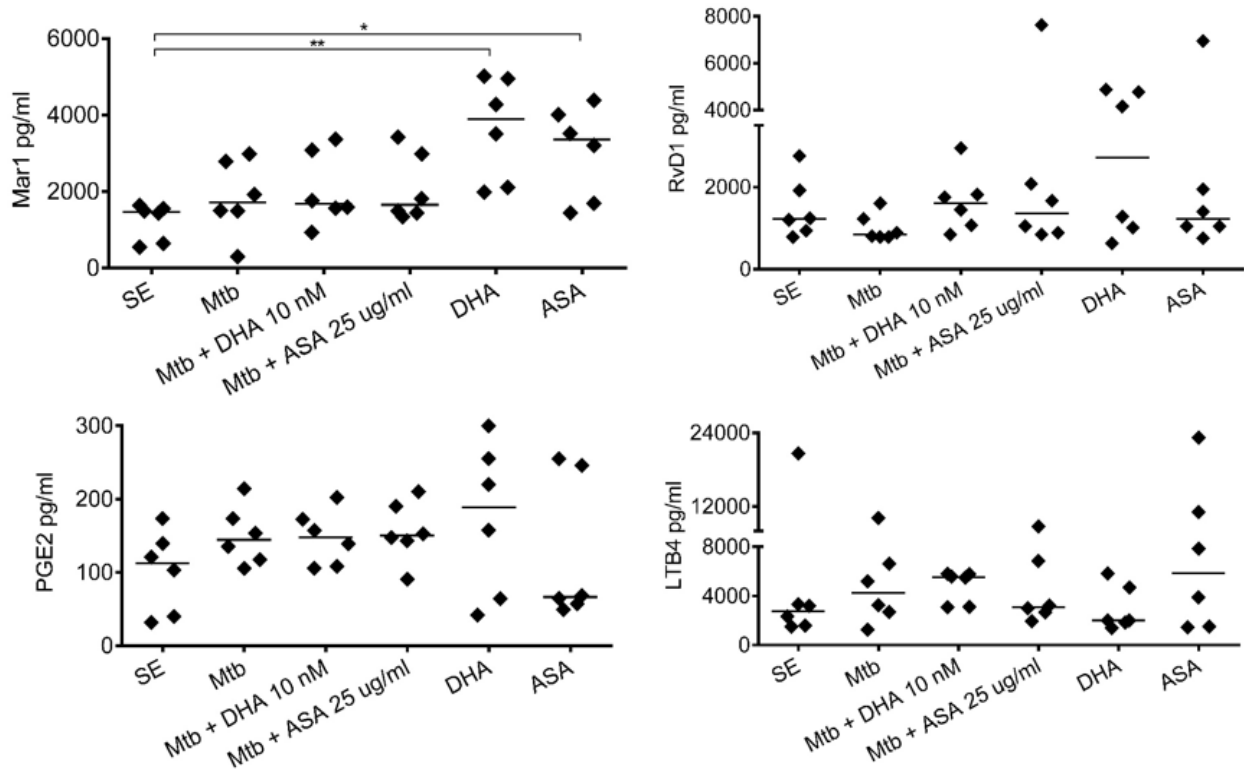 Mar1 pg/ml
6000
4000
2000
0
*
**
SE
Mtb
Mtb + DHA 10 nM
Mtb + ASA 25 ug/ml
DHA
ASA
RvD1 pg/ml
8000
6000
4000
2000
0
SE
Mtb
Mtb + DHA 10 nM
Mtb + ASA 25 ug/ml
DHA
ASA
PGE2 pg/ml
300
200
100
0
SE
Mtb
Mtb + DHA 10 nM
Mtb + ASA 25 ug/ml
DHA
ASA
LTB4 pg/ml
24000
12000
8000
4000
0
SE
Mtb
Mtb + DHA 10 nM
Mtb + ASA 25 ug/ml
DHA
ASA